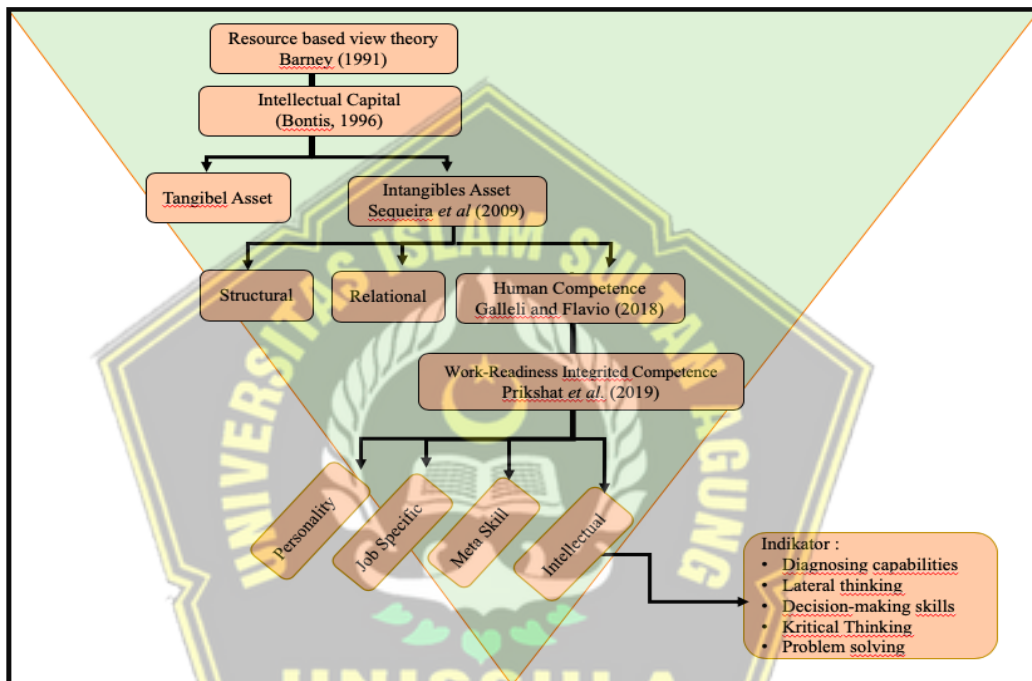 Resource based view theory
Barney (1991)
Intellectual Capital
(Bontis, 1996)
Tangibel Asset
Intangibles Asset
Sequeira et al (2009)
Structural
Relational
Human Competence
Galleli and Flavio (2018)
Work-Readiness Integrited Competence
Prikshat et al. (2019)
Personality
Job Specific
Meta Skill
Intellectual
Indikator :
• Diagnosing capabilities
• Lateral thinking
• Decision-making skills
• Kritical Thinking
• Problem solving
UNIVERSITAS ISLAM SULTAN AGUNG
UNISSULA